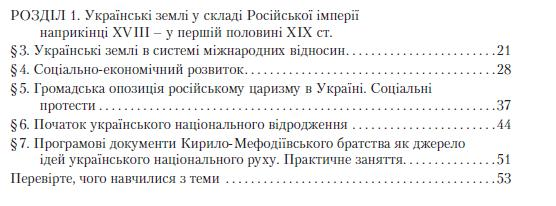 РОЗДІЛ 1. Українські землі у складі Російської імперії
наприкінці XVIII – у першій половині XIX ст.
§ 3. Українські землі в системі міжнародних відносин. . . . . . . . . . . . . . . . . . . . . 21
§ 4. Соціально-економічний розвиток. . . . . . . . . . . . . . . . . . . . . . . . . . . . . . . . . . . 28
§ 5. Громадська опозиція російському царизму в Україні. Соціальні
протести . . . . . . . . . . . . . . . . . . . . . . . . . . . . . . . . . . . . . . . . . . . . . . . . . . . . . . . . 37
§ 6. Початок українського національного відродження . . . . . . . . . . . . . . . . . . . . 44
§ 7. Програмові документи Кирило-Мефодіївського братства як джерело
ідей українського національного руху. Практичне заняття. . . . . . . . . . . . . 51
Перевірте, чого навчилися з теми . . . . . . . . . . . . . . . . . . . . . . . . . . . . . . . . . . . . . . 53